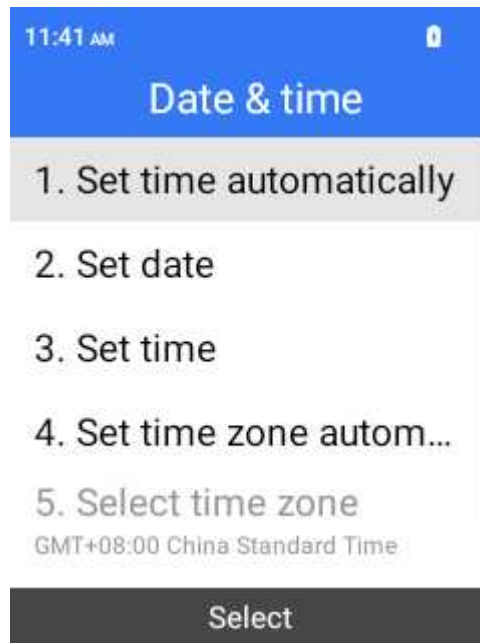 11:41 AM
Date & time
1. Set time automatically
2. Set date
3. Set time
4. Set time zone autom...
5. Select time zone
GMT+08:00 China Standard Time
Select